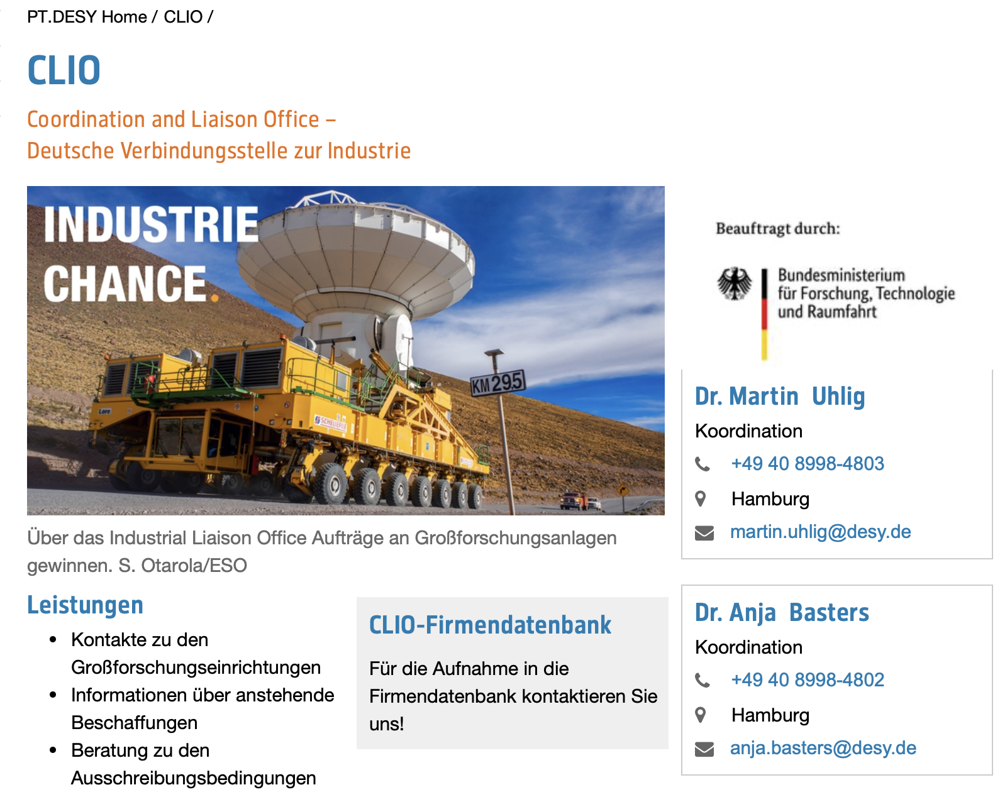 PT.DESY Home / CLIO /
CLIO
Coordination and Liaison Office –
Deutsche Verbindungsstelle zur Industrie
INDUSTRIE
CHANCE.
Lore
SCHEUERLE
KM 295
Über das Industrial Liaison Office Aufträge an Großforschungsanlagen
gewinnen. S. Otarola/ESO
Leistungen
• Kontakte zu den
Großforschungseinrichtungen
• Informationen über anstehende
Beschaffungen
• Beratung zu den
Ausschreibungsbedingungen
CLIO-Firmendatenbank
Für die Aufnahme in die
Firmendatenbank kontaktieren Sie
uns!
Beauftragt durch:
Bundesministerium
für Forschung, Technologie
und Raumfahrt
Dr. Martin Uhlig
Koordination
+49 40 8998-4803
Hamburg
martin.uhlig@desy.de
Dr. Anja Basters
Koordination
+49 40 8998-4802
Hamburg
anja.basters@desy.de